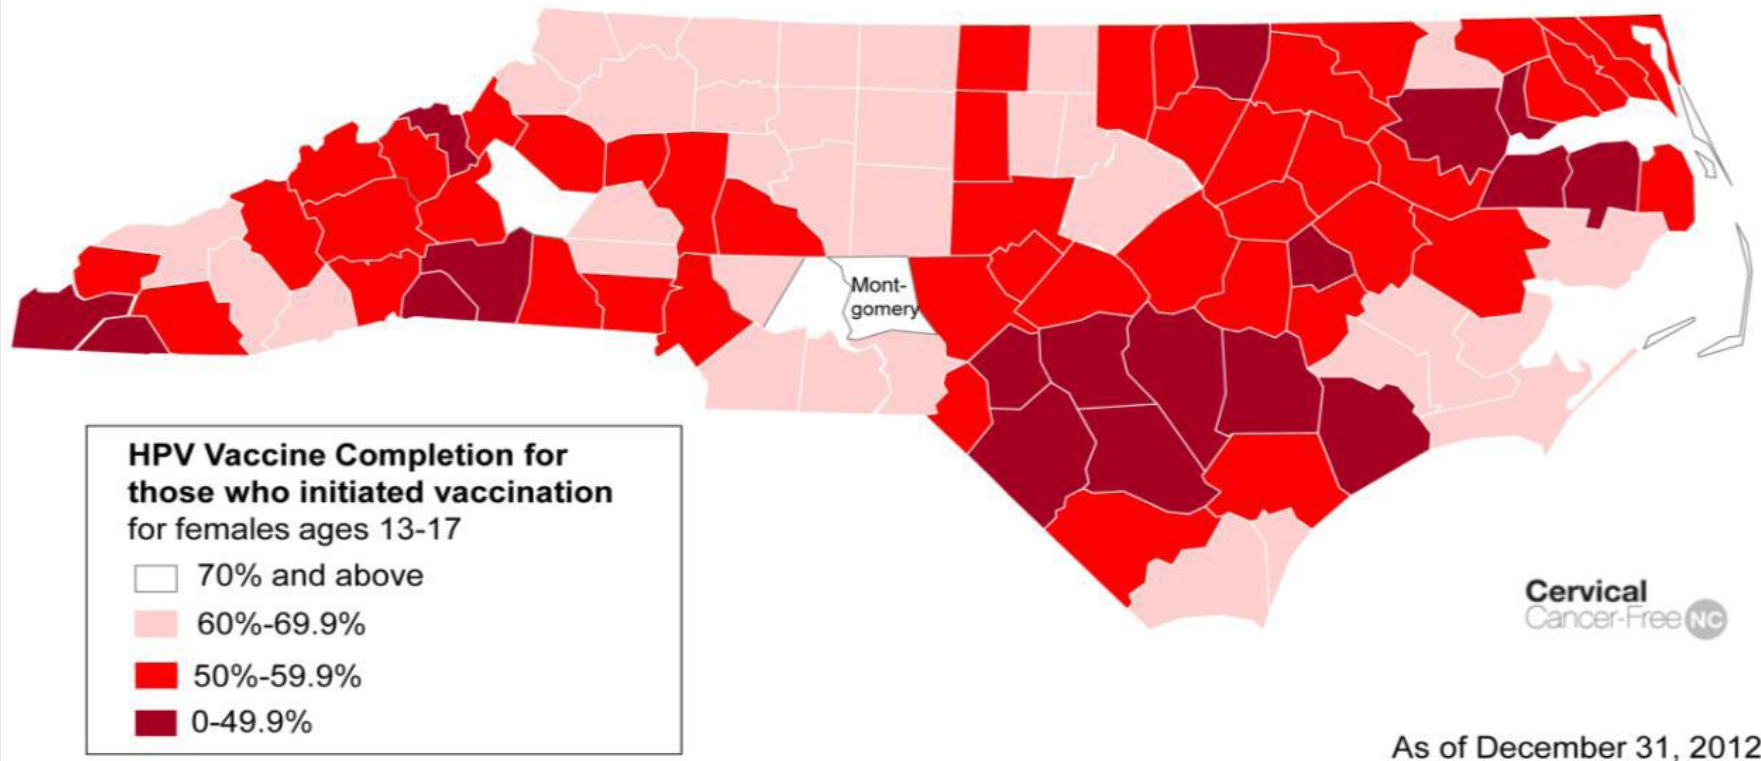 Mont-
gomery
HPV Vaccine Completion for
those who initiated vaccination
for females ages 13-17
70% and above
60%-69.9%
50%-59.9%
0-49.9%
Cervical
Cancer-Free NC
As of December 31, 2012